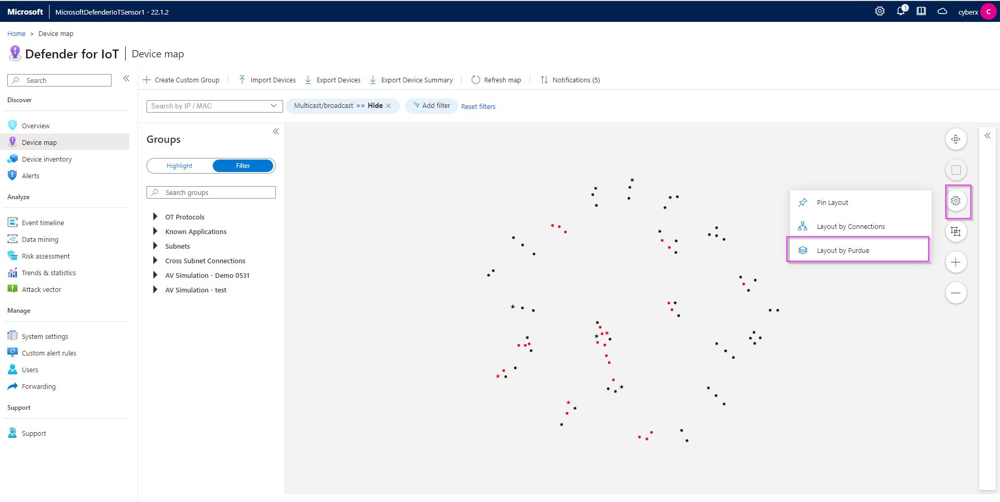 Microsoft MicrosoftDefenderIoTSensor1 - 22.1.2 1 cyberx C
Home > Device map
Defender for IoT Device map
Search
Create Custom Group Import Devices Export Devices Export Device Summary Refresh map Notifications (5)
Discover
Search by IP / MAC Multicast/broadcast == Hide Add filter Reset filters
Overview
Device map
Device inventory
Alerts
Analyze
Event timeline
Data mining
Risk assessment
Trends & statistics
Attack vector
Manage
System settings
Custom alert rules
Users
Forwarding
Support
Support
Groups
Highlight Filter
Search groups
OT Protocols
Known Applications
Subnets
Cross Subnet Connections
AV Simulation - Demo 0531
AV Simulation - test
Pin Layout
Layout by Connections
Layout by Purdue